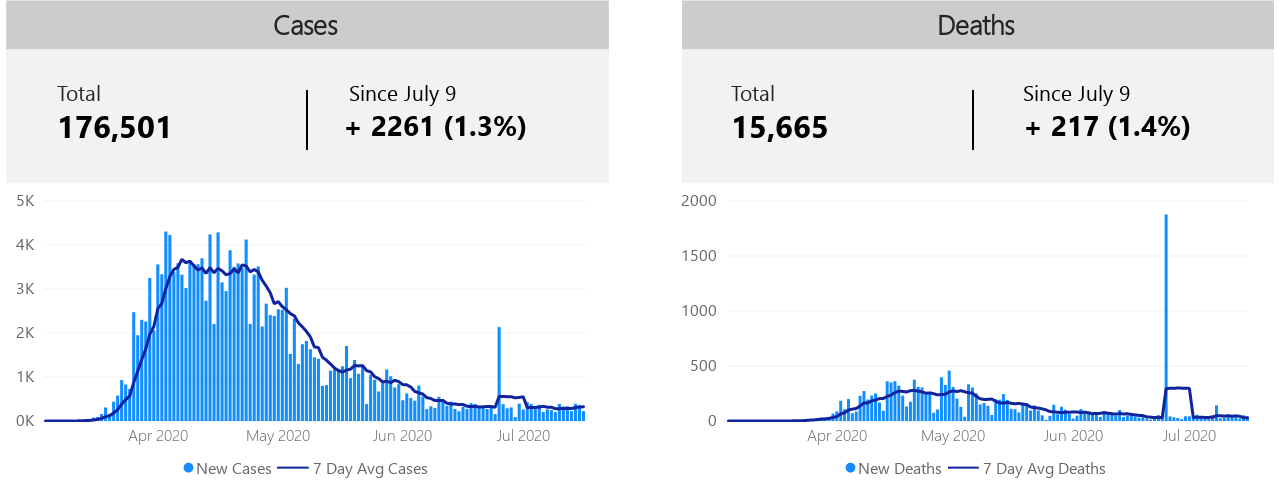 Cases
Total
Since July 9
176,501
+ 2261 (1.3%)
5K
4K
3K
2K
1K
0K
Apr 2020
May 2020
Jun 2020
Jul 2020
New Cases
7 Day Avg Cases
Deaths
Total
Since July 9
15,665
+ 217 (1.4%)
2000
1500
1000
500
0
Apr 2020
May 2020
Jun 2020
Jul 2020
New Deaths
7 Day Avg Deaths